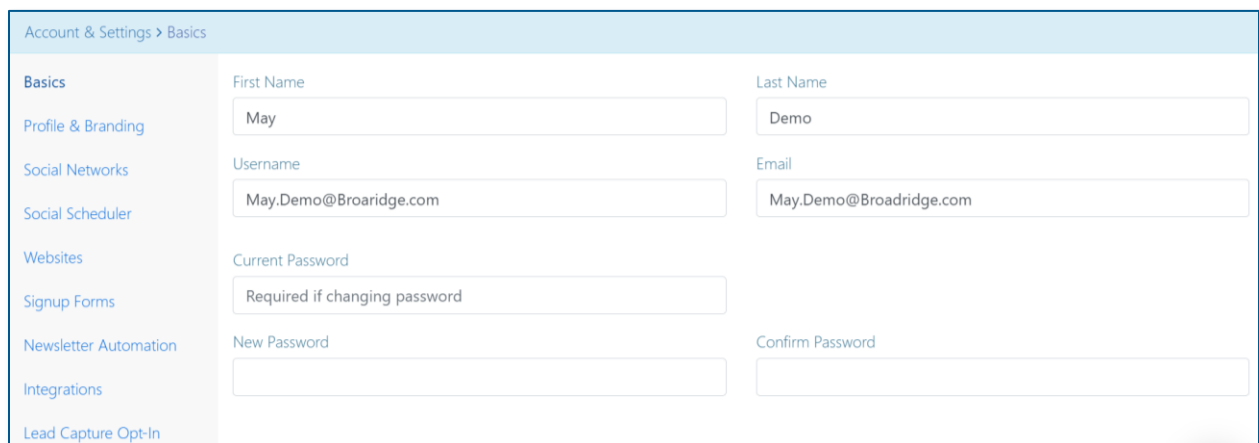 Account & Settings > Basics
Basics
Profile & Branding
Social Networks
Social Scheduler
Websites
Signup Forms
Newsletter Automation
Integrations
Lead Capture Opt-In
First Name
Last Name
May
Demo
Username
Email
May.Demo@Broaridge.com
May.Demo@Broadridge.com
Current Password
Required if changing password
New Password
Confirm Password